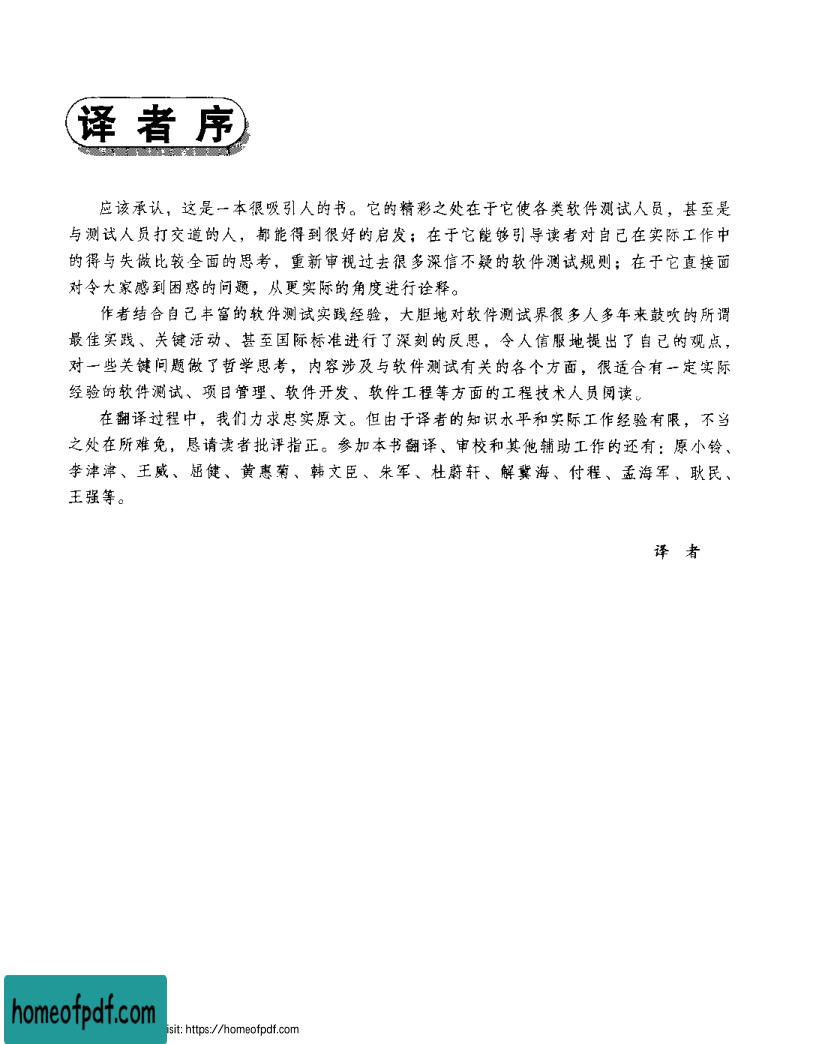 译者序
应该承认，这是一本很吸引人的书。它的精彩之处在于它使各类软件测试人员，甚至是
与测试人员打交道的人，都能得到很好的启发；在于它能够引导读者对自己在实际工作中
的得与失做比较全面的思考，重新审视过去很多深信不疑的软件测试规则；在于它直接面
对令大家感到困惑的问题，从更实际的角度进行诠释。
作者结合自己丰富的软件测试实践经验，大胆地对软件测试界很多人多年来鼓吹的所谓
最佳实践、关键活动、甚至国际标准进行了深刻的反思，令人信服地提出了自己的观点，
对一些关键问题做了哲学思考，内容涉及与软件测试有关的各个方面，很适合有一定实际
经验的软件测试、项目管理、软件开发、软件工程等方面的工程技术人员阅读。
在翻译过程中，我们力求忠实原文。但由于译者的知识水平和实际工作经验有限，不当
之处在所难免，恳请读者批评指正。参加本书翻译、审校和其他辅助工作的还有：原小铃、
李津津、王威、屈健、黄惠菊、韩文臣、朱军、杜蔚轩、解冀海、付程、孟海军、耿民、
王强等。
译 者
homeofpdf.com
isit: https://homeofpdf.com